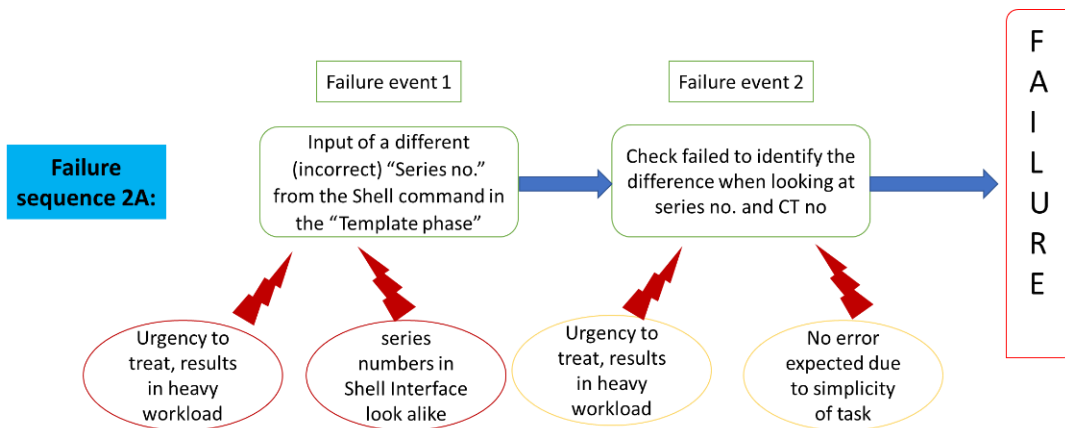 Failure
sequence 2A:
Failure event 1
Input of a different
(incorrect) “Series no.”
from the Shell command in
the “Template phase”
Urgency to
treat, results
in heavy
workload
series
numbers in
Shell Interface
look alike
Failure event 2
Check failed to identify the
difference when looking at
series no. and CT no
Urgency to
treat, results
in heavy
workload
No error
expected due
to simplicity
of task
F
A
I
L
U
R
E